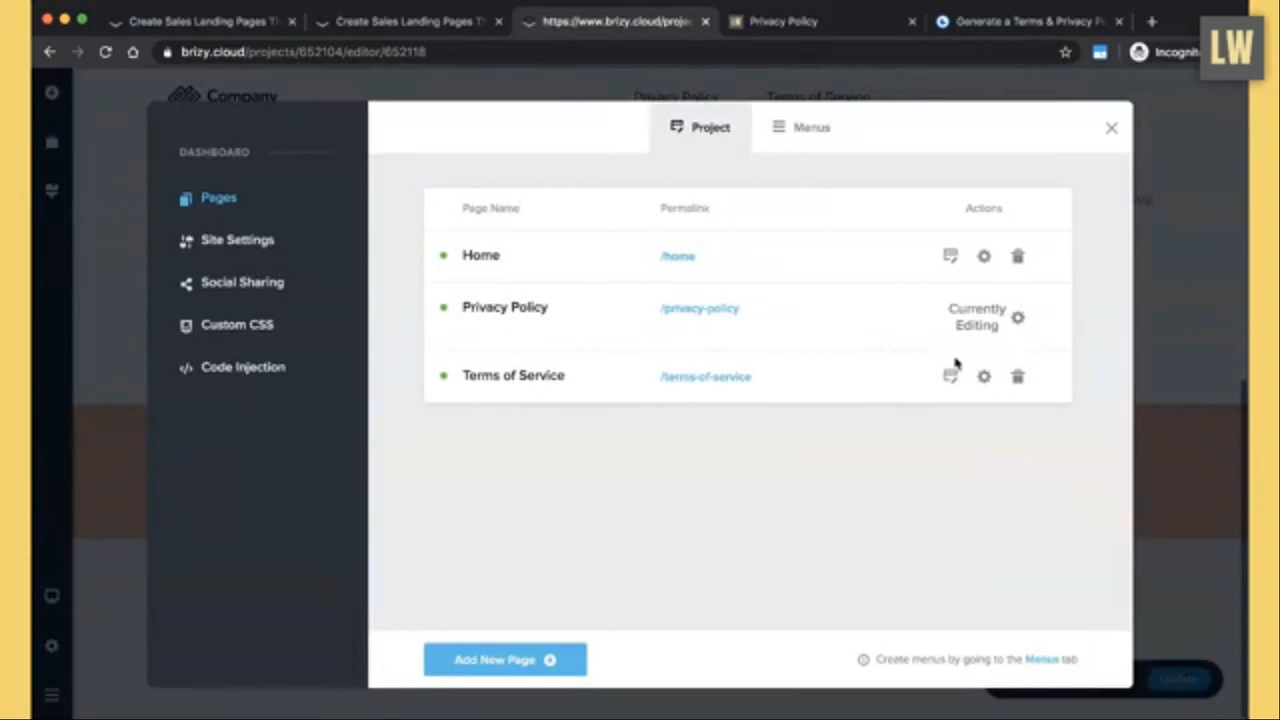 Create Sales Landing Pages T
Create Sales Landing Pages T
https://www.brizy.cloud/proje
Privacy Policy
Generate a Terms & Privacy P
LW
brizy.cloud/projects/652104/editor/652118
Incognit
Company
Privacy Policy
Terms of Service
Project
Menus
DASHBOARD
Pages
Site Settings
Social Sharing
Custom CSS
Code Injection
Page Name
Permalink
Actions
Home
/home
Privacy Policy
/privacy-policy
Currently
Editing
Terms of Service
/terms-of-service
Add New Page
Create menus by going to the Menus tab
Update